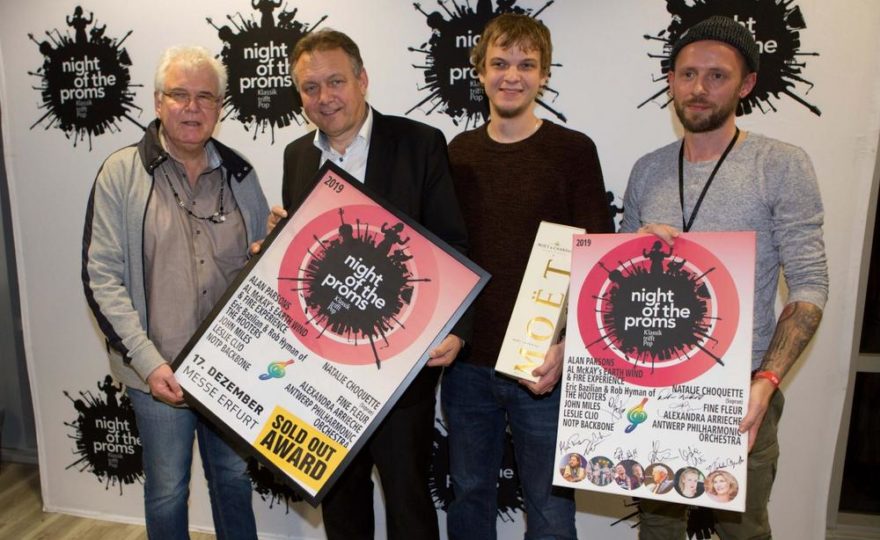 night
of the
proms
Klassik
trifft
Pop
night
of the
proms
night
of the
proms
Klassik
trifft
Pop
the
2019
night
of the
proms
Klassik
trifft
Pop
ALAN PARSONS
AL McKAY's EARTH WIND
& FIRE EXPERIENCE
Eric Bazilian & Rob Hyman of
THE HOOTERS
JOHN MILES
LESLIE CLIO
NOTP BACKBONE
NATALIE CHOQUETTE
(Sopran)
FINE FLEUR
ALEXANDRA ARRIECHE
ANTWERP PHILHARMONIC
ORCHESTRA
17. DEZEMBER
MESSE ERFURT
SOLD OUT
AWARD
MOËT
2019
night
of the
proms
Klassik
trifft
Pop
ALAN PARSONS
AL McKAY's EARTH WIND
& FIRE EXPERIENCE
Eric Bazilian & Rob Hyman of
THE HOOTERS
JOHN MILES
LESLIE CLIO
NOTP BACKBONE
NATALIE CHOQUETTE
(Sopran)
FINE FLEUR
ALEXANDRA ARRIECHE
ANTWERP PHILHARMONIC
ORCHESTRA
night
of the
proms